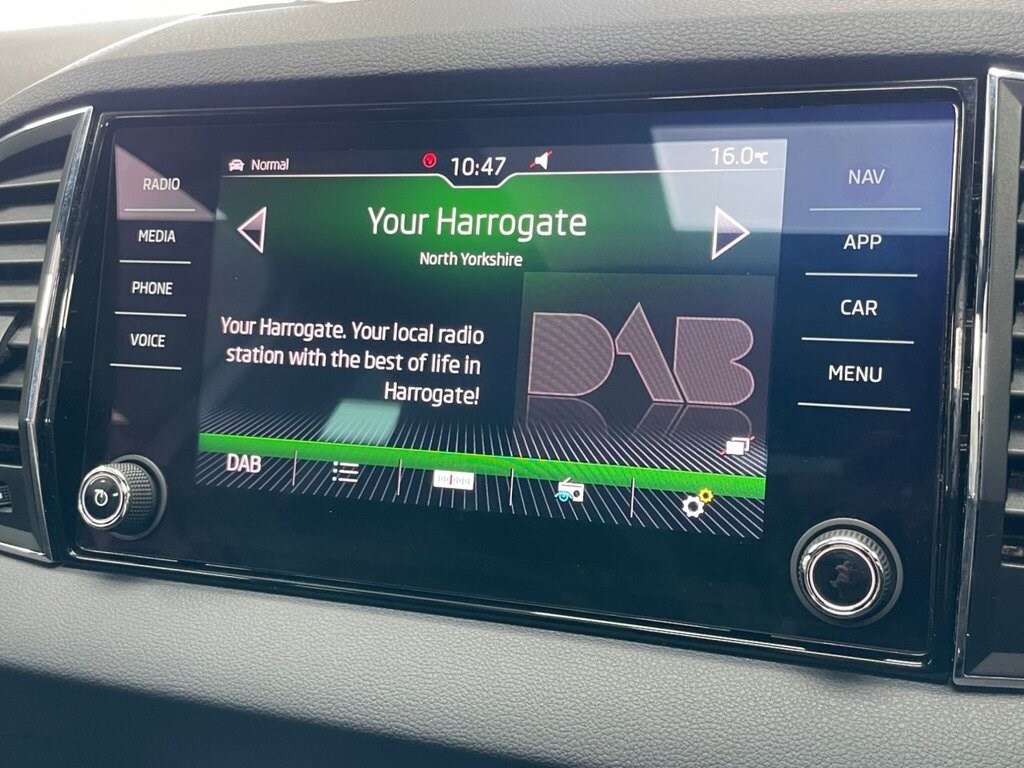 Normal
10:47
16.0°C
RADIO
MEDIA
PHONE
VOICE
Your Harrogate
North Yorkshire
Your Harrogate. Your local radio
station with the best of life in
Harrogate!
DAB
DAB
NAV
APP
CAR
MENU